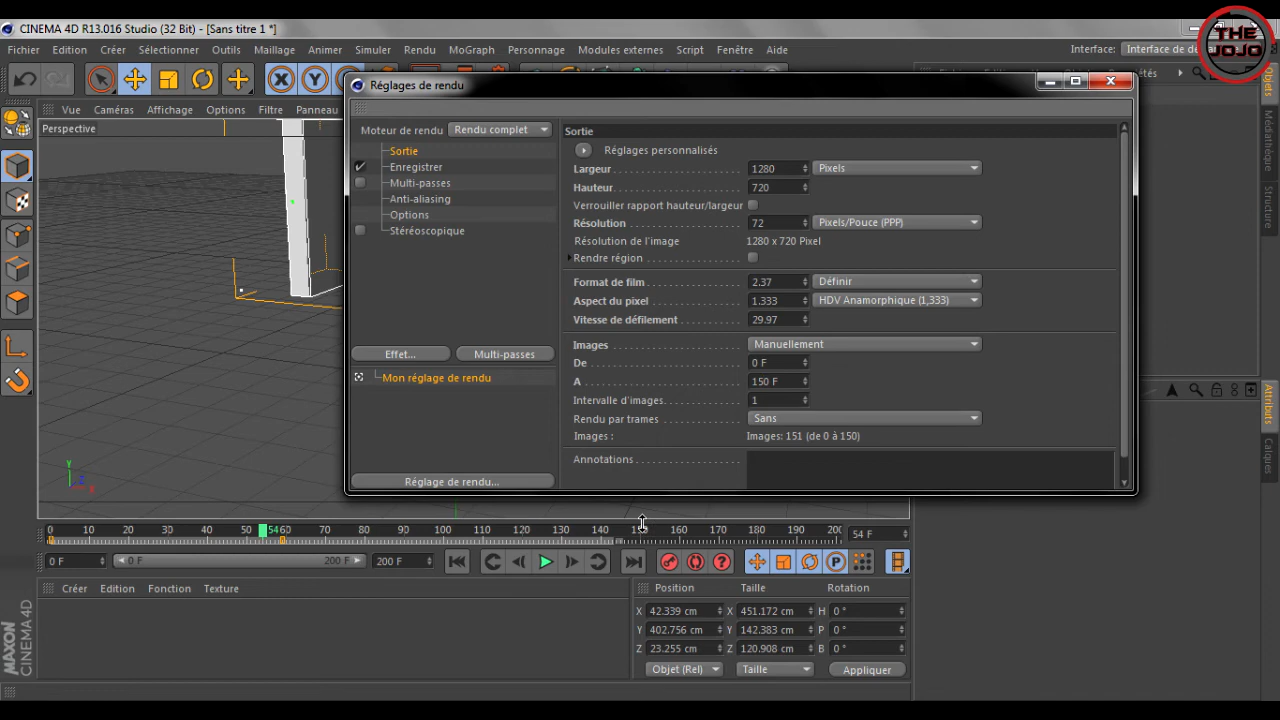 CINEMA 4D R13.016 Studio (32 Bit) - [Sans titre 1 *]
THE JOJO
Fichier Edition Créer Sélectionner Outils Maillage Animer Simuler Rendu MoGraph Personnage Modules externes Script Fenêtre Aide Interface:
X Y
Réglages de rendu
Vue Caméras Affichage Options Filtre Panneau
Perspective
Moteur de rendu Rendu complet
Sortie
Enregistrer
Multi-passes
Anti-aliasing
Options
Stéréoscopique
Effet... Multi-passes
Mon réglage de rendu
Réglage de rendu...
Sortie
Réglages personnalisés
Largeur 1280 Pixels
Hauteur 720
Verrouiller rapport hauteur/largeur
Résolution 72 Pixels/Pouce (PPP)
Résolution de l'image 1280 x 720 Pixel
Rendre région
Format de film 2.37 Définir
Aspect du pixel 1.333 HDV Anamorphique (1,333)
Vitesse de défilement 29.97
Images Manuellement
De 0 F
A 150 F
Intervalle d'images 1
Rendu par trames Sans
Images : Images: 151 (de 0 à 150)
Annotations
Objets
Médiathèque
Structure
Attributs
Calques
Y
X
0 10 20 30 40 50 54 60 70 80 90 100 110 120 130 140 150 160 170 180 190 200 54 F
0 F 0 F 200 F 200 F P
Créer Edition Fonction Texture
Position Taille Rotation
X 42.339 cm X 451.172 cm H 0 °
Y 402.756 cm Y 142.383 cm P 0 °
Z 23.255 cm Z 120.908 cm B 0 °
Objet (Rel) Taille Appliquer
MAXON
CINEMA 4D